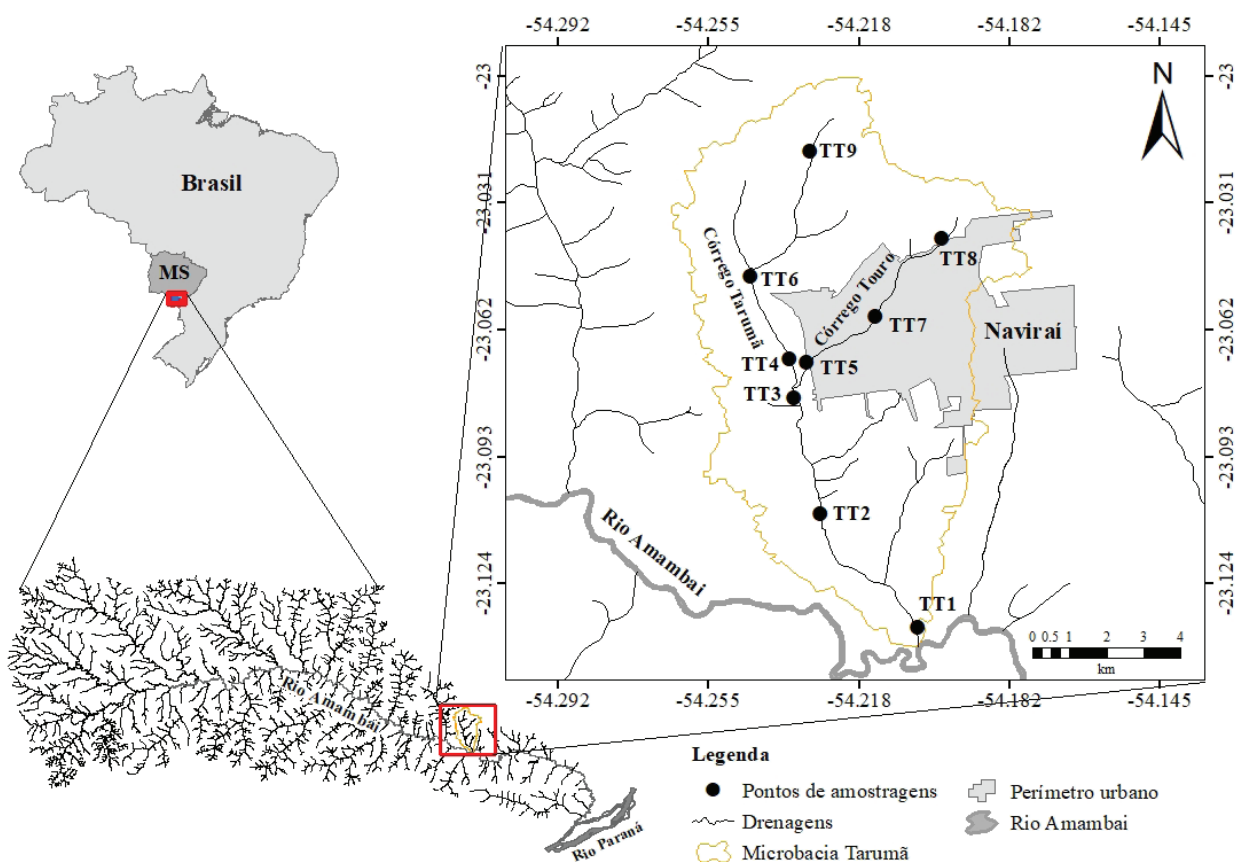 Brasil
MS
Rio Amambai
Rio Paraná
-54.292 -54.255 -54.218 -54.182 -54.145
-23
-23.031
-23.062
-23.093
-23.124
-23
-23.031
-23.062
-23.093
-23.124
N
TT9
TT8
Córrego Tarumã
TT6
Córrego Touro
TT7
Naviraí
TT4
TT5
TT3
TT2
Rio Amambai
TT1
0 0.5 1 2 3 4
km
-54.292 -54.255 -54.218 -54.182 -54.145
Legenda
Pontos de amostragens
Perímetro urbano
Drenagens
Rio Amambai
Microbacia Tarumã